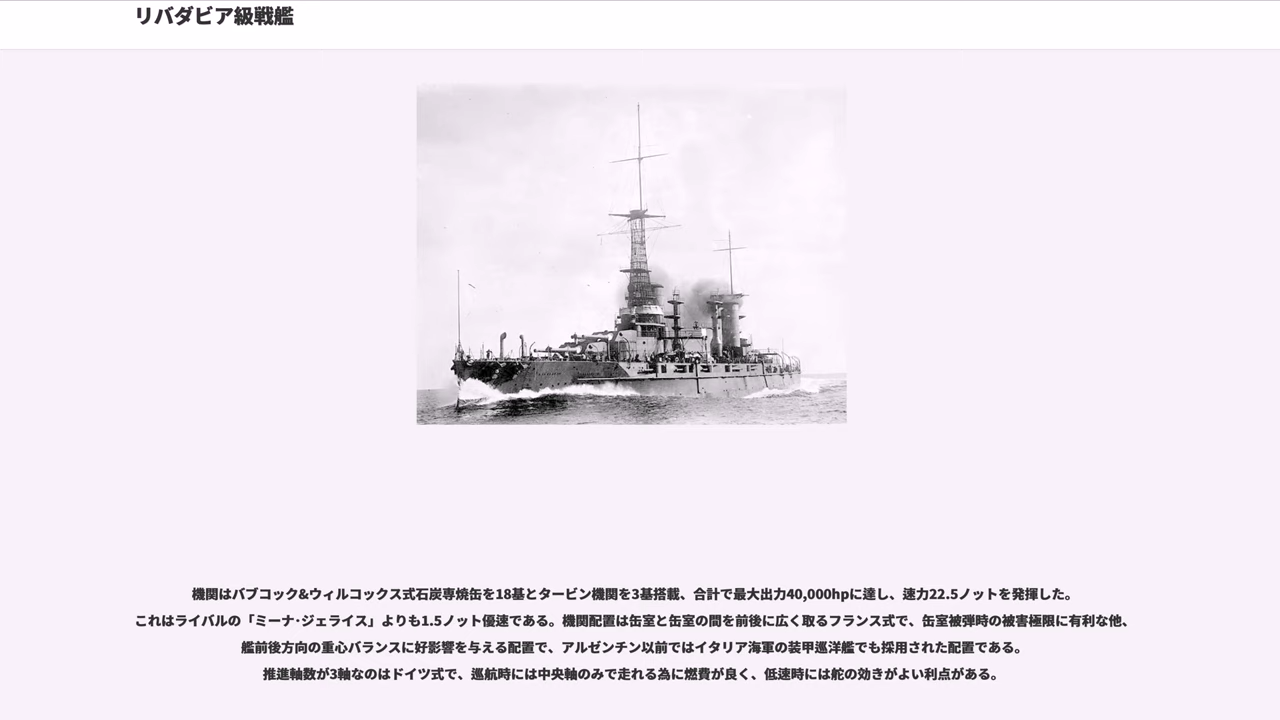 リバダビア級戦艦
機関はバブコック&ウィルコックス式石炭専焼缶を18基とタービン機関を3基搭載、合計で最大出力40,000hpに達し、速力22.5ノットを発揮した。
これはライバルの「ミーナ･ジェライス」よりも1.5ノット優速である。機関配置は缶室と缶室の間を前後に広く取るフランス式で、缶室被弾時の被害極限に有利な他、
艦前後方向の重心バランスに好影響を与える配置で、アルゼンチン以前ではイタリア海軍の装甲巡洋艦でも採用された配置である。
推進軸数が3軸なのはドイツ式で、巡航時には中央軸のみで走れる為に燃費が良く、低速時には舵の効きがよい利点がある。